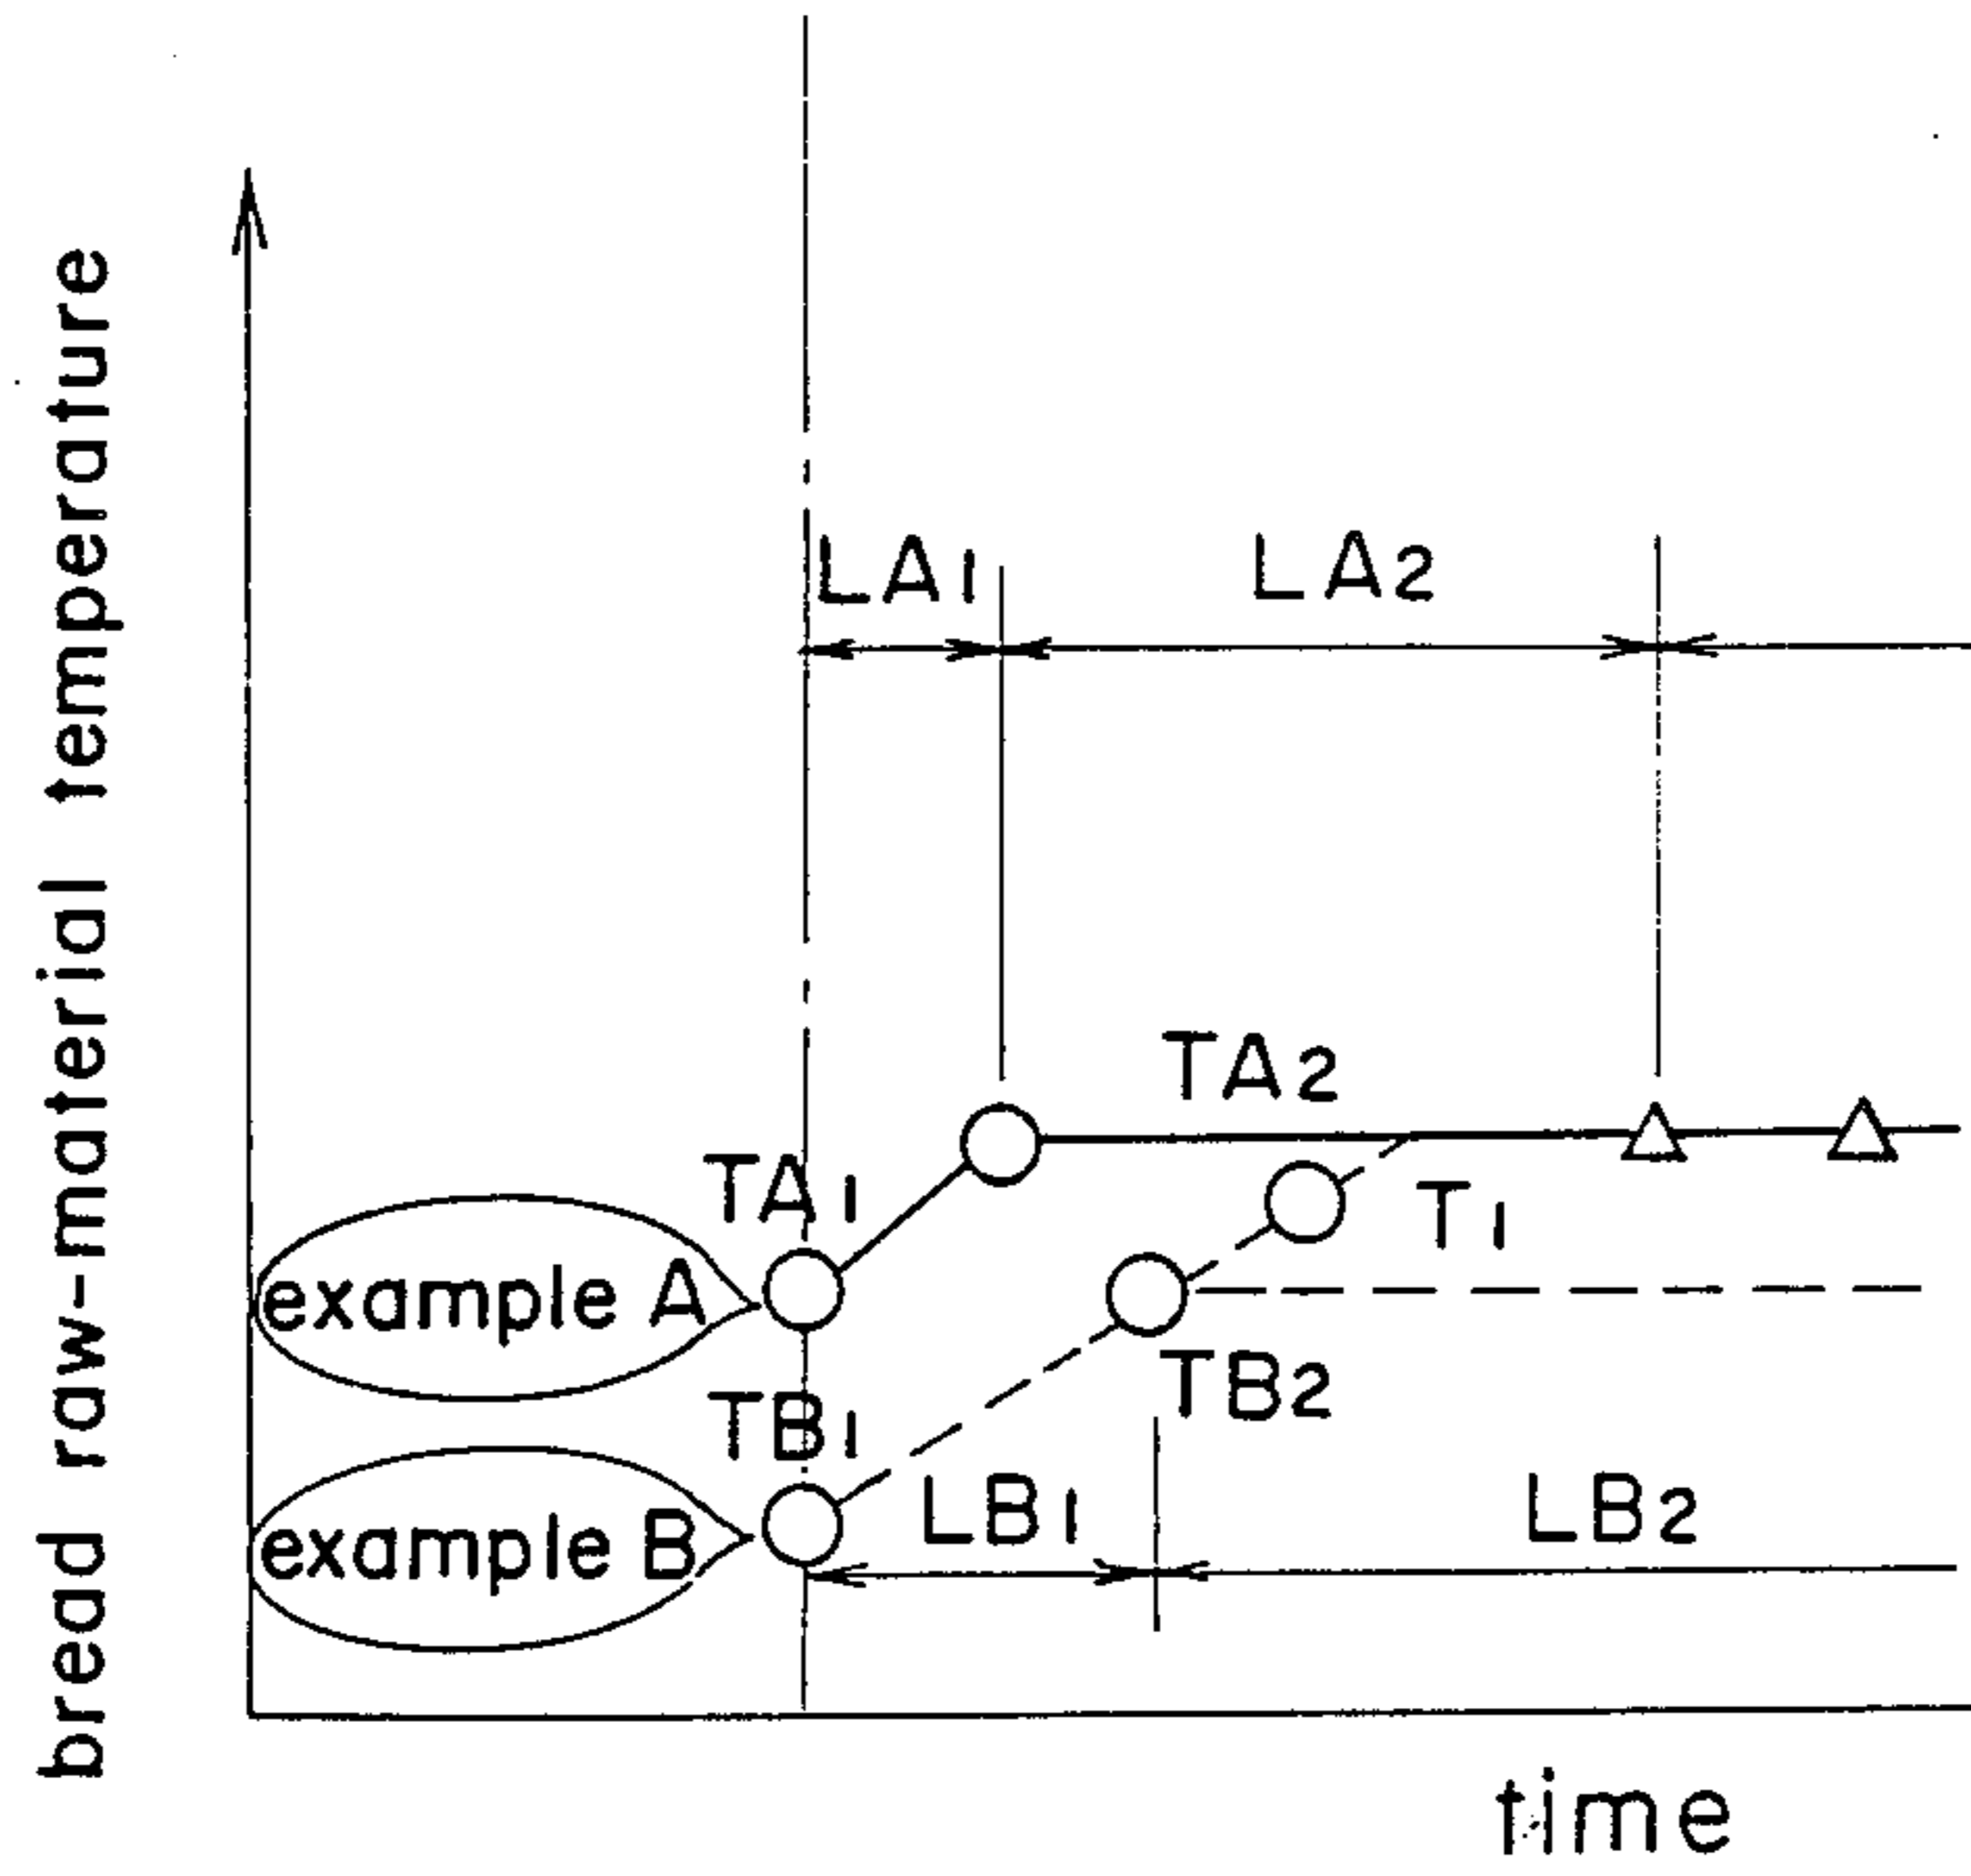 bread raw-material temperature
LA1
LA2
TA2
TA1
T1
example A
TB2
TB1
LB1
LB2
example B
time